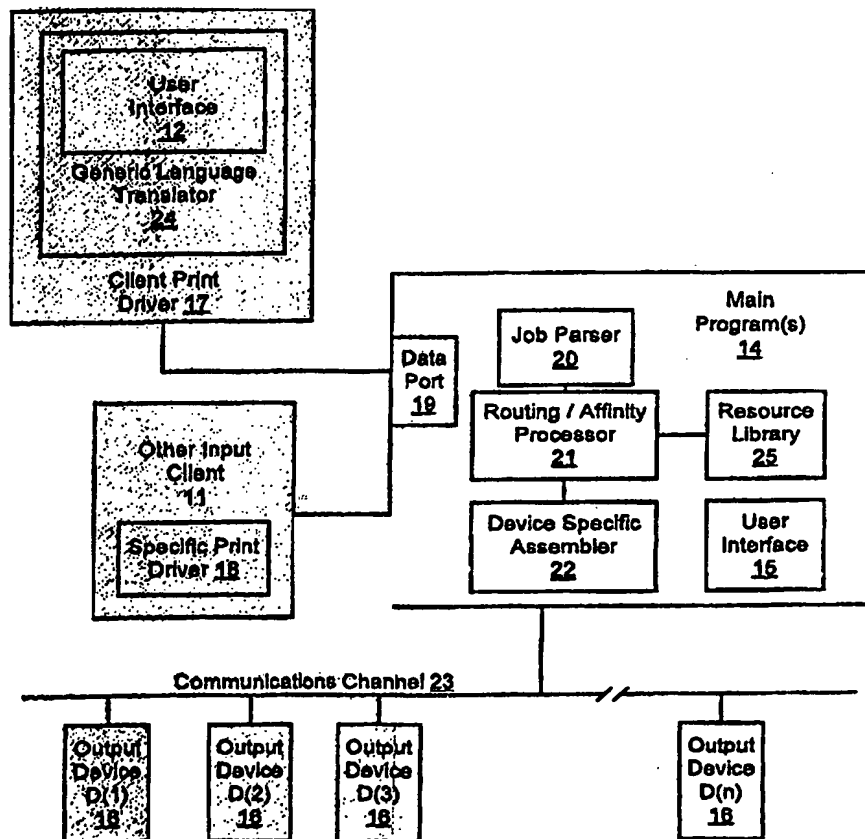 User
Interface
12
Generic Language
Translator
24
Client Print
Driver 17
Main
Program(s)
14
Job Parser
20
Data
Port
19
Routing / Affinity
Processor
21
Resource
Library
25
Other Input
Client
11
Specific Print
Driver 18
Device Specific
Assembler
22
User
Interface
15
Communications Channel 23
Output
Device
D(1)
16
Output
Device
D(2)
16
Output
Device
D(3)
16
Output
Device
D(n)
16